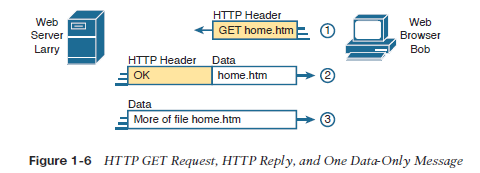 Web
Server
Larry
HTTP Header
GET home.htm
1
Web
Browser
Bob
HTTP Header Data
OK home.htm
2
Data
More of file home.htm
3
Figure 1-6 HTTP GET Request, HTTP Reply, and One Data-Only Message